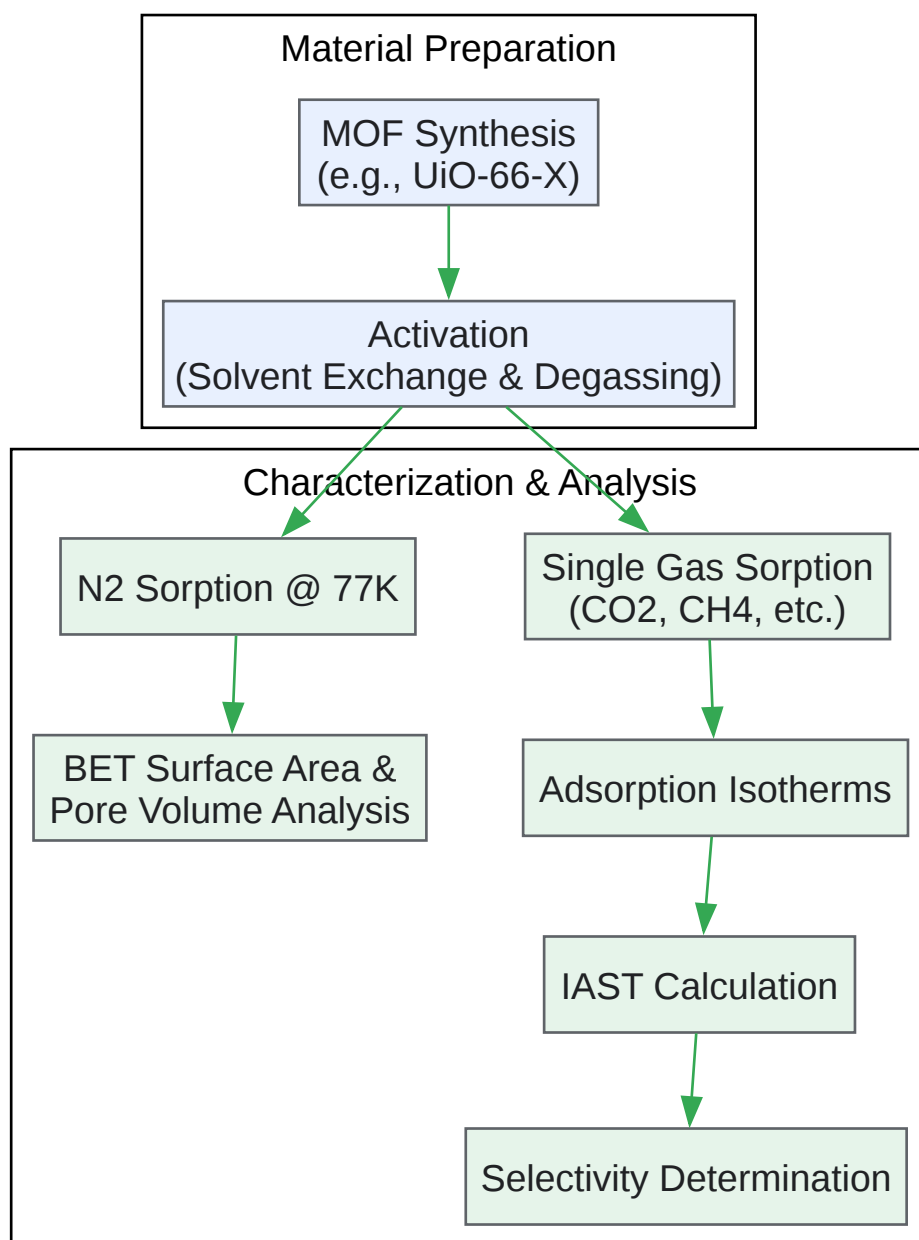 Material Preparation
MOF Synthesis
(e.g., UiO-66-X)
Activation
(Solvent Exchange & Degassing)
Characterization & Analysis
N2 Sorption @ 77K
BET Surface Area &
Pore Volume Analysis
Single Gas Sorption
(CO2, CH4, etc.)
Adsorption Isotherms
IAST Calculation
Selectivity Determination